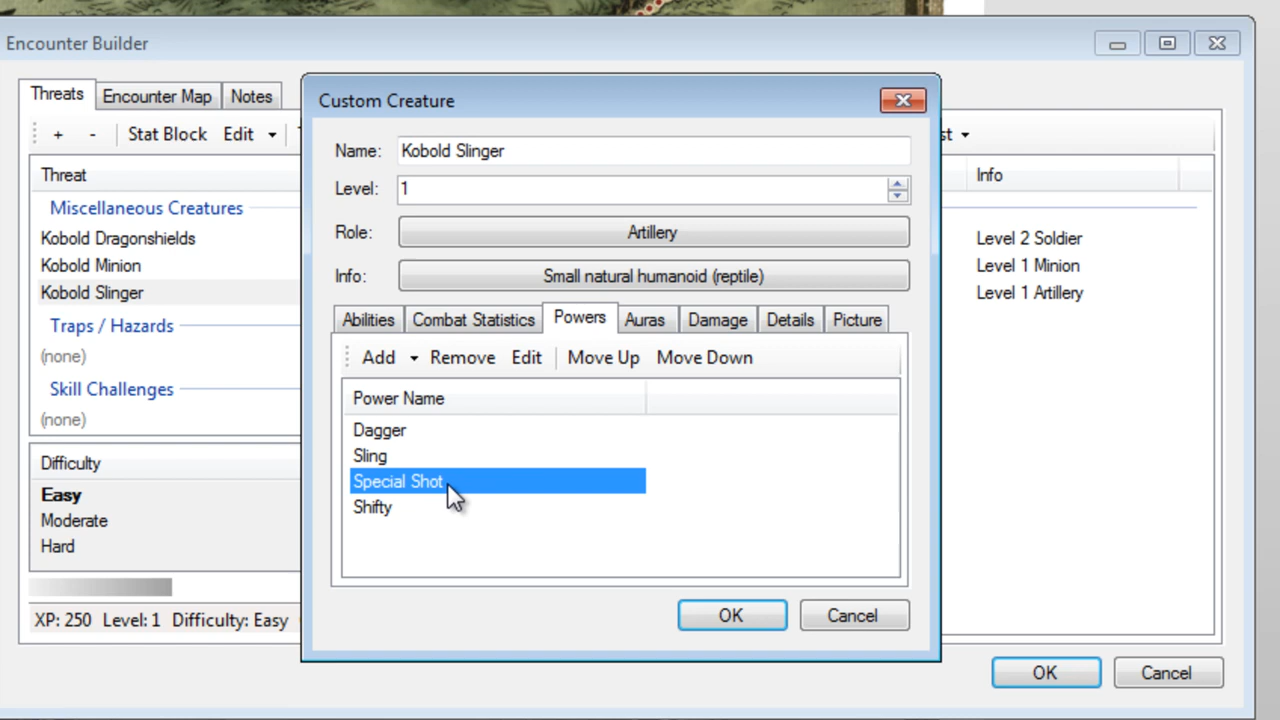 Encounter Builder
Threats Encounter Map Notes
+ - Stat Block Edit
Threat
Miscellaneous Creatures
Kobold Dragonshields
Kobold Minion
Kobold Slinger
Traps / Hazards
(none)
Skill Challenges
(none)
Difficulty
Easy
Moderate
Hard
XP: 250 Level: 1 Difficulty: Easy
Custom Creature
Name: Kobold Slinger
Level: 1
Role: Artillery
Info: Small natural humanoid (reptile)
Abilities Combat Statistics Powers Auras Damage Details Picture
Add Remove Edit Move Up Move Down
Power Name
Dagger
Sling
Special Shot
Shifty
OK Cancel
st
Info
Level 2 Soldier
Level 1 Minion
Level 1 Artillery
OK Cancel